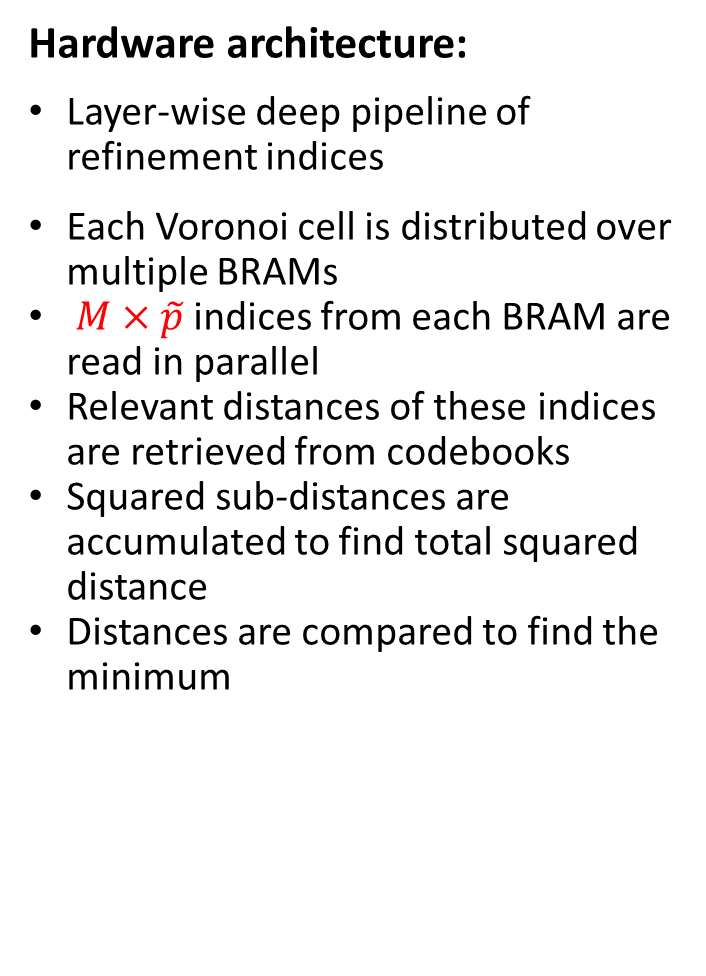 Hardware architecture:
• Layer-wise deep pipeline of
refinement indices
• Each Voronoi cell is distributed over
multiple BRAMs
• 𝑀 × 𝑝̃ indices from each BRAM are
read in parallel
• Relevant distances of these indices
are retrieved from codebooks
• Squared sub-distances are
accumulated to find total squared
distance
• Distances are compared to find the
minimum